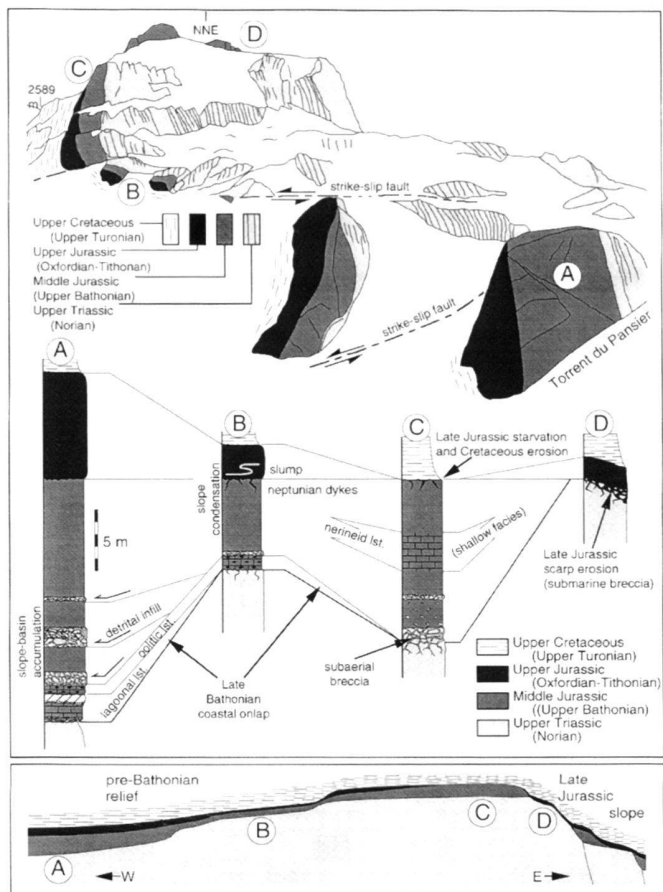 NNE
D
C
2589
m
B
strike-slip fault
Upper Cretaceous
(Upper Turonian)
Upper Jurassic
(Oxfordian-Tithonan)
Middle Jurassic
(Upper Bathonian)
Upper Triassic
(Norian)
A
strike-slip fault
Torrent du Pansier
A
B
C
D
Late Jurassic starvation
and Cretaceous erosion
slump
neptunian dykes
slope
condensation
5 m
nerineid lst.
(shallow facies)
Late Jurassic
scarp erosion
(submarine breccia)
detrital infill
oolitic lst.
lagoonal lst.
slope-basin
accumulation
Late
Bathonian
coastal onlap
subaerial
breccia
Upper Cretaceous
(Upper Turonian)
Upper Jurassic
(Oxfordian-Tithonian)
Middle Jurassic
((Upper Bathonian)
Upper Triassic
(Norian)
pre-Bathonian
relief
Late
Jurassic
slope
A
B
C
D
W
E